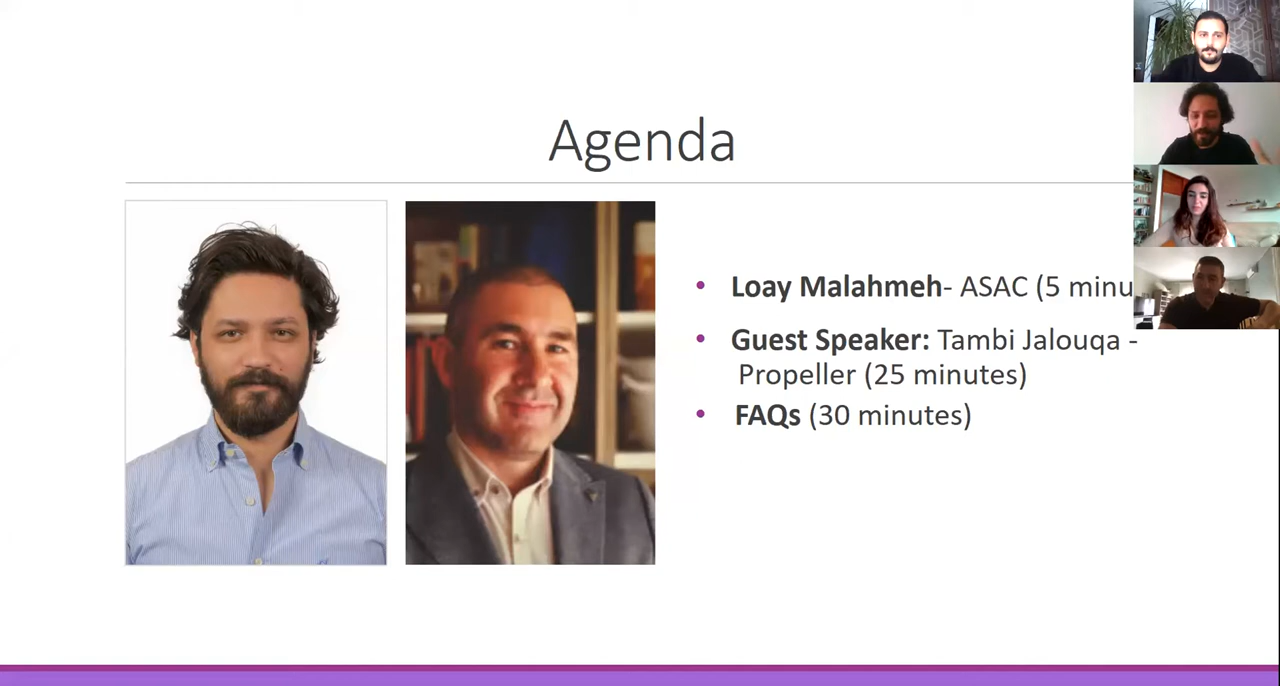 Agenda
• Loay Malahmeh- ASAC (5 minu
• Guest Speaker: Tambi Jalouqa -
Propeller (25 minutes)
• FAQs (30 minutes)